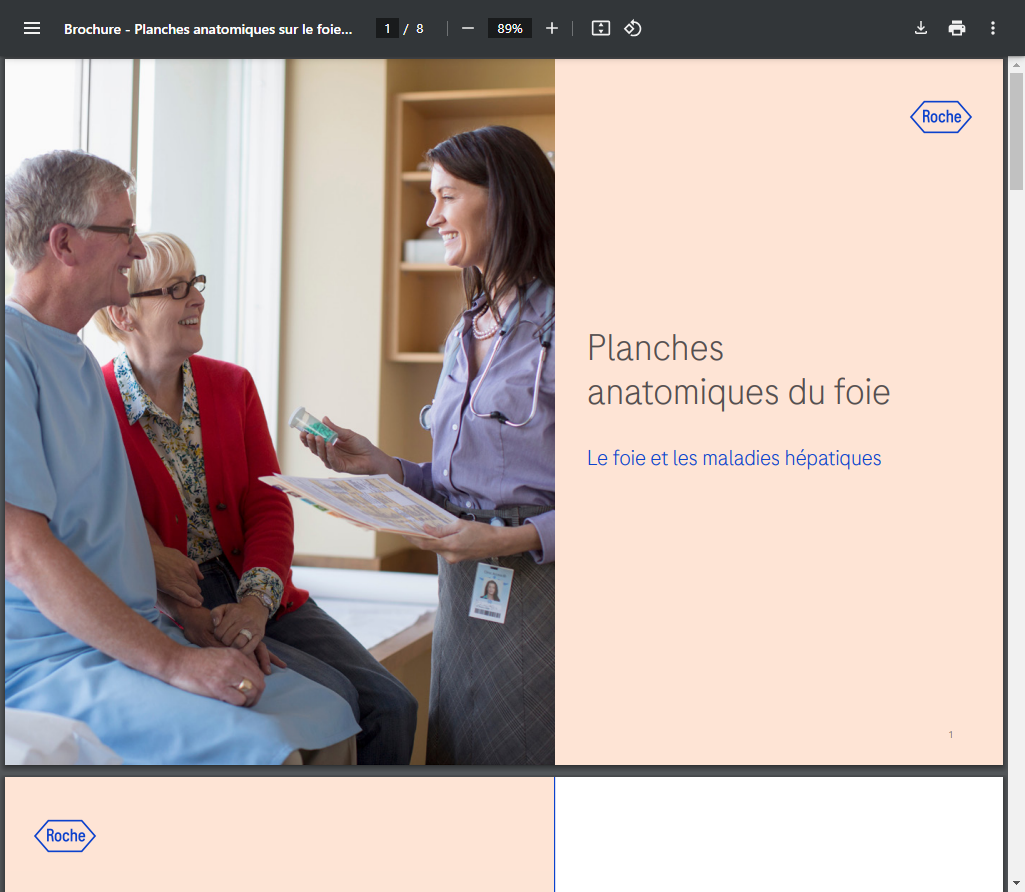 Brochure - Planches anatomiques sur le foie...
1 / 8
89%
Roche
Planches
anatomiques du foie
Le foie et les maladies hépatiques
1
Roche